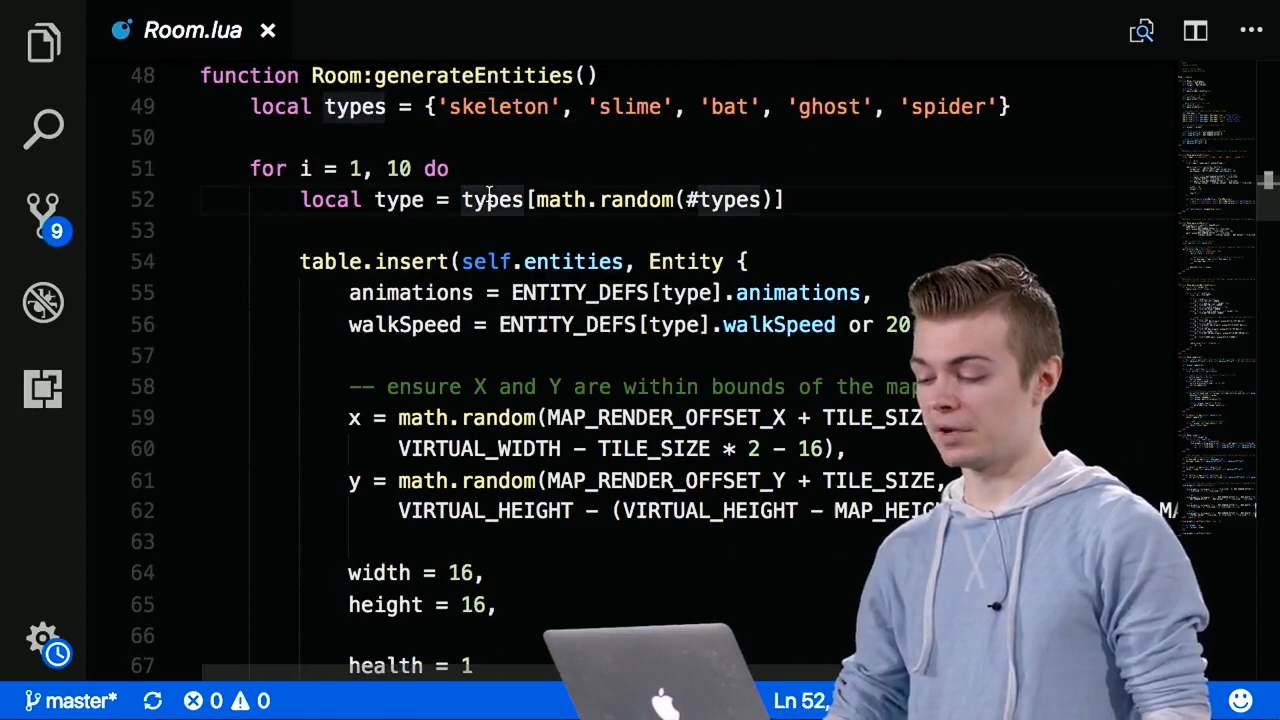 Room.lua
48 function Room:generateEntities()
49 local types = {'skeleton', 'slime', 'bat', 'ghost', 'spider'}
50
51 for i = 1, 10 do
52 local type = types[math.random(#types)]
53
54 table.insert(self.entities, Entity {
55 animations = ENTITY_DEFS[type].animations,
56 walkSpeed = ENTITY_DEFS[type].walkSpeed or 20
57
58 -- ensure X and Y are within bounds of the map
59 x = math.random(MAP_RENDER_OFFSET_X + TILE_SIZ
60 VIRTUAL_WIDTH - TILE_SIZE * 2 - 16),
61 y = math.random(MAP_RENDER_OFFSET_Y + TILE_SIZE,
62 VIRTUAL_HEIGHT - (VIRTUAL_HEIGHT - MAP_HEIG MA
63
64 width = 16,
65 height = 16,
66
67 health = 1
9
master* 0 0 Ln 52,